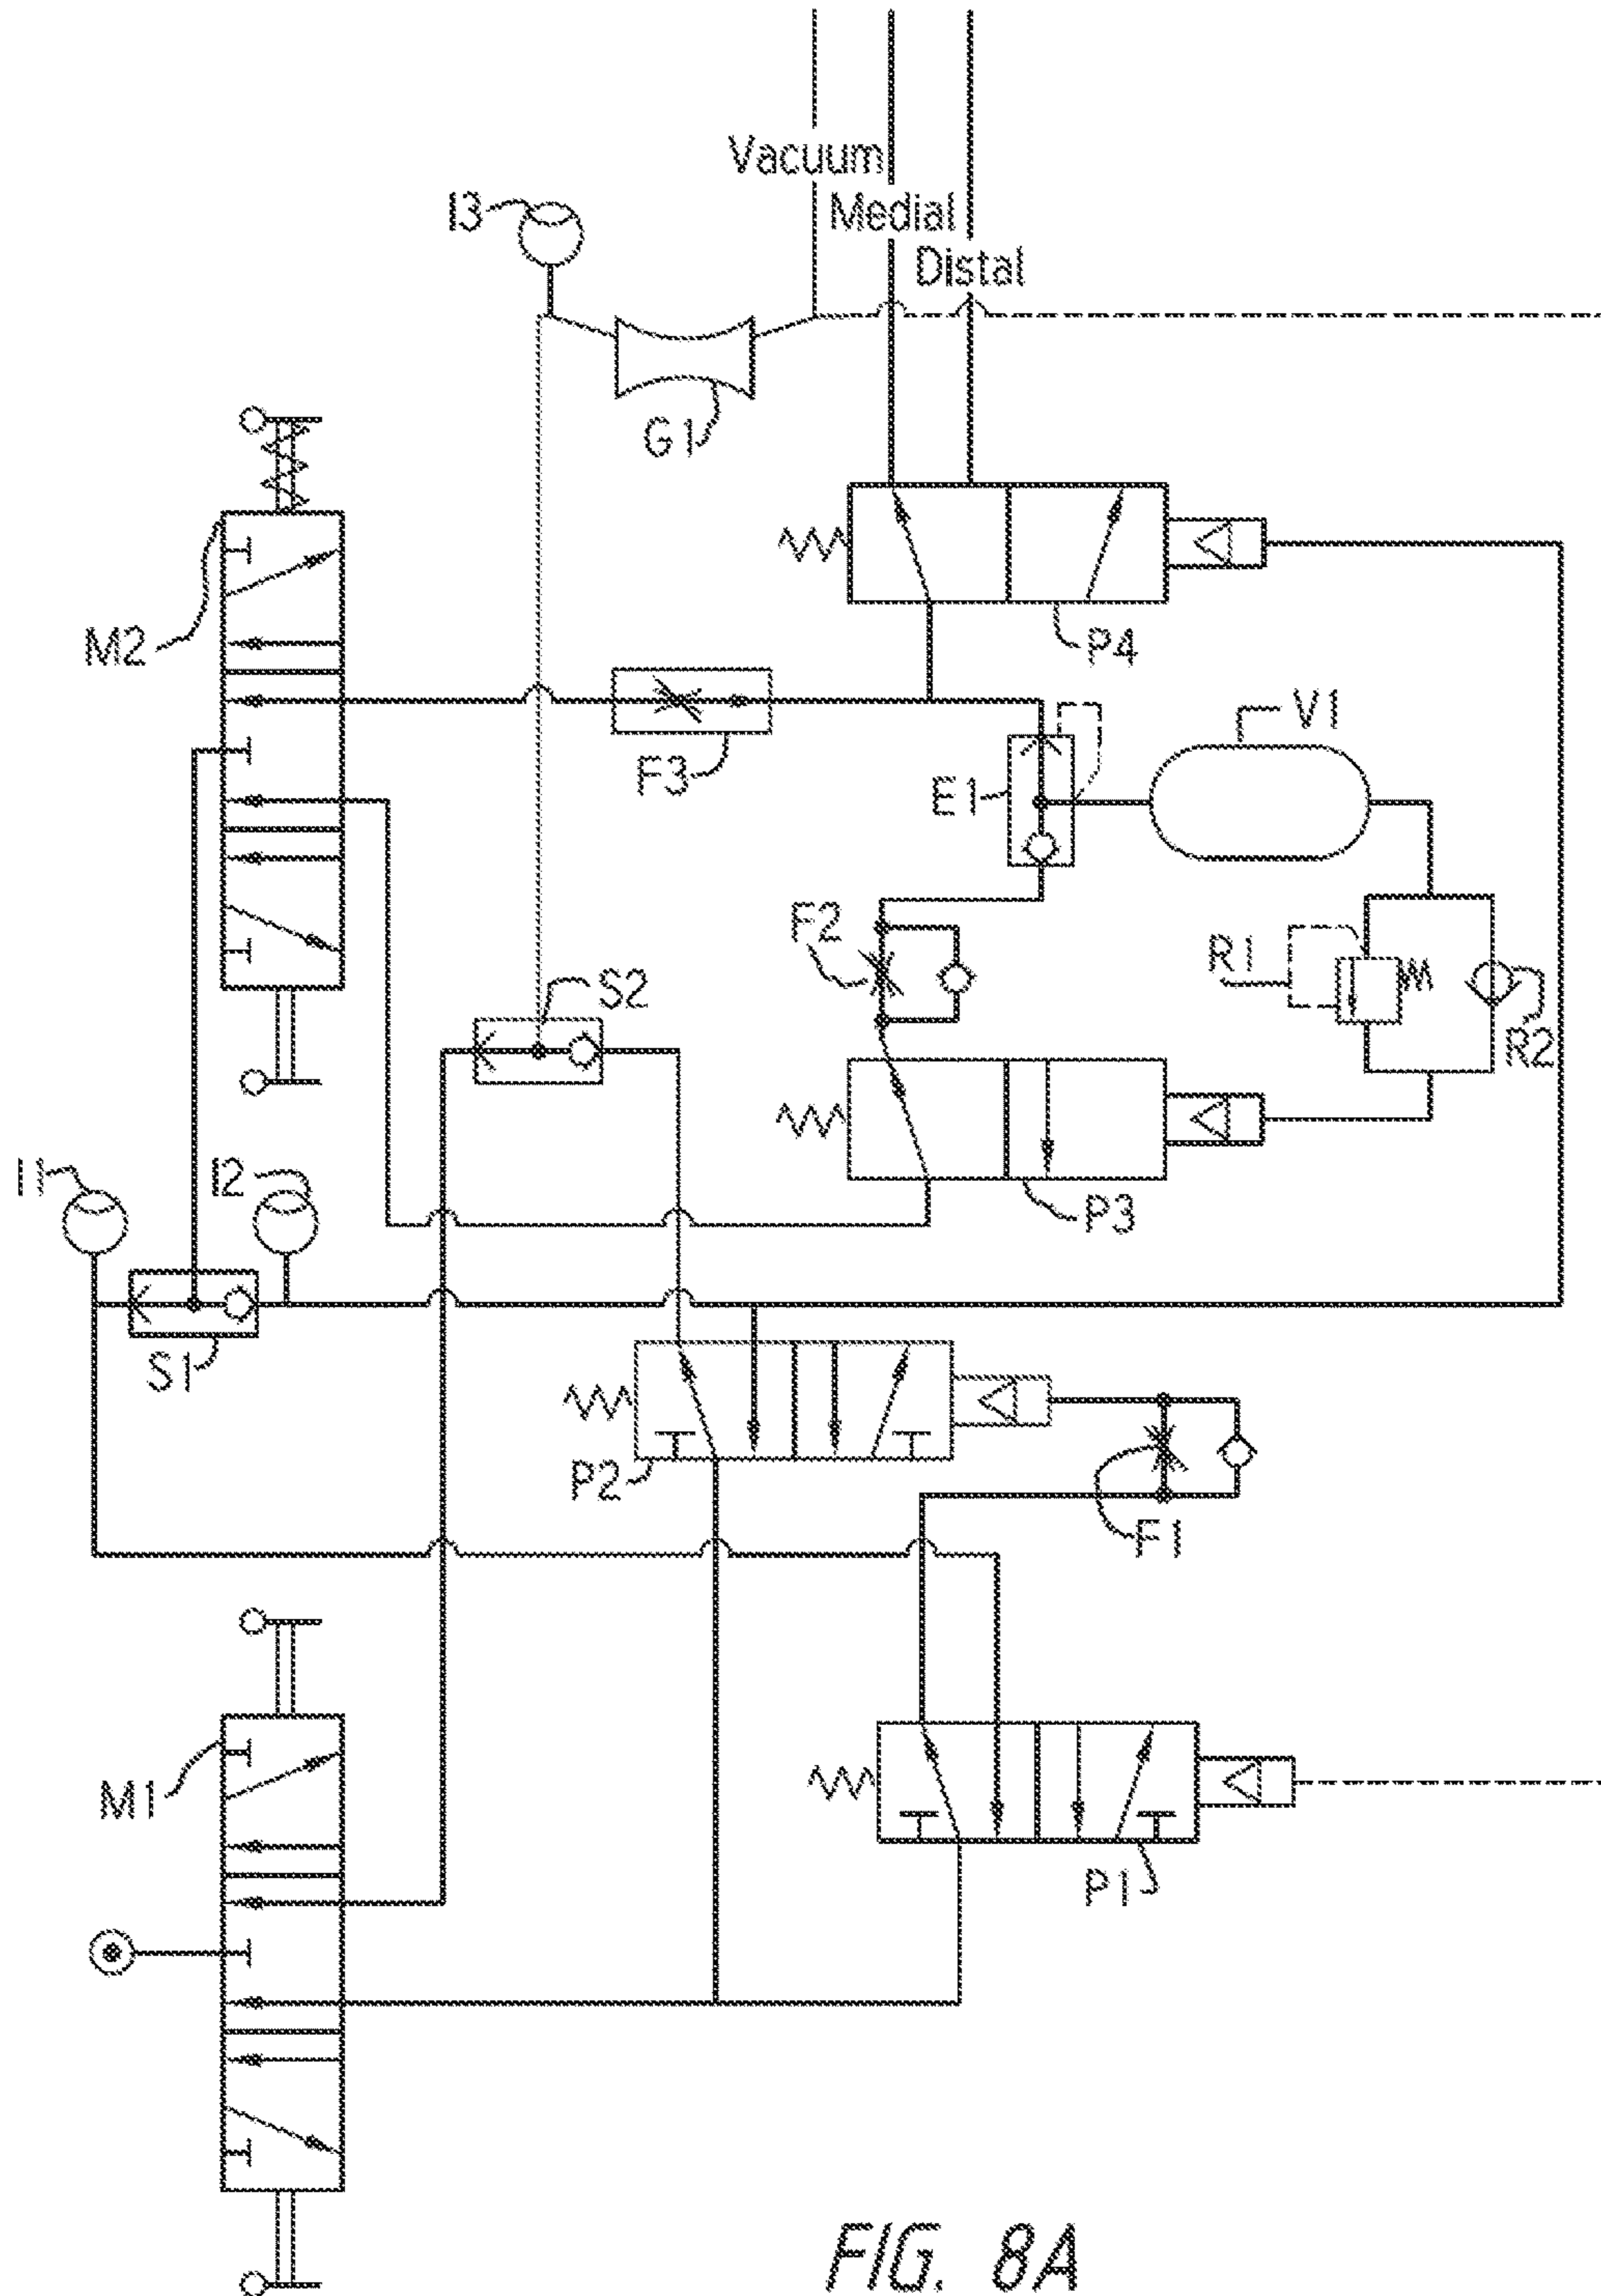 Vacuum
I3
Medial
Distal
G1
M2
P4
V1
F3
E1
F2
R1
S2
R2
I1
I2
P3
S1
P2
F1
M1
P1
FIG. 8A